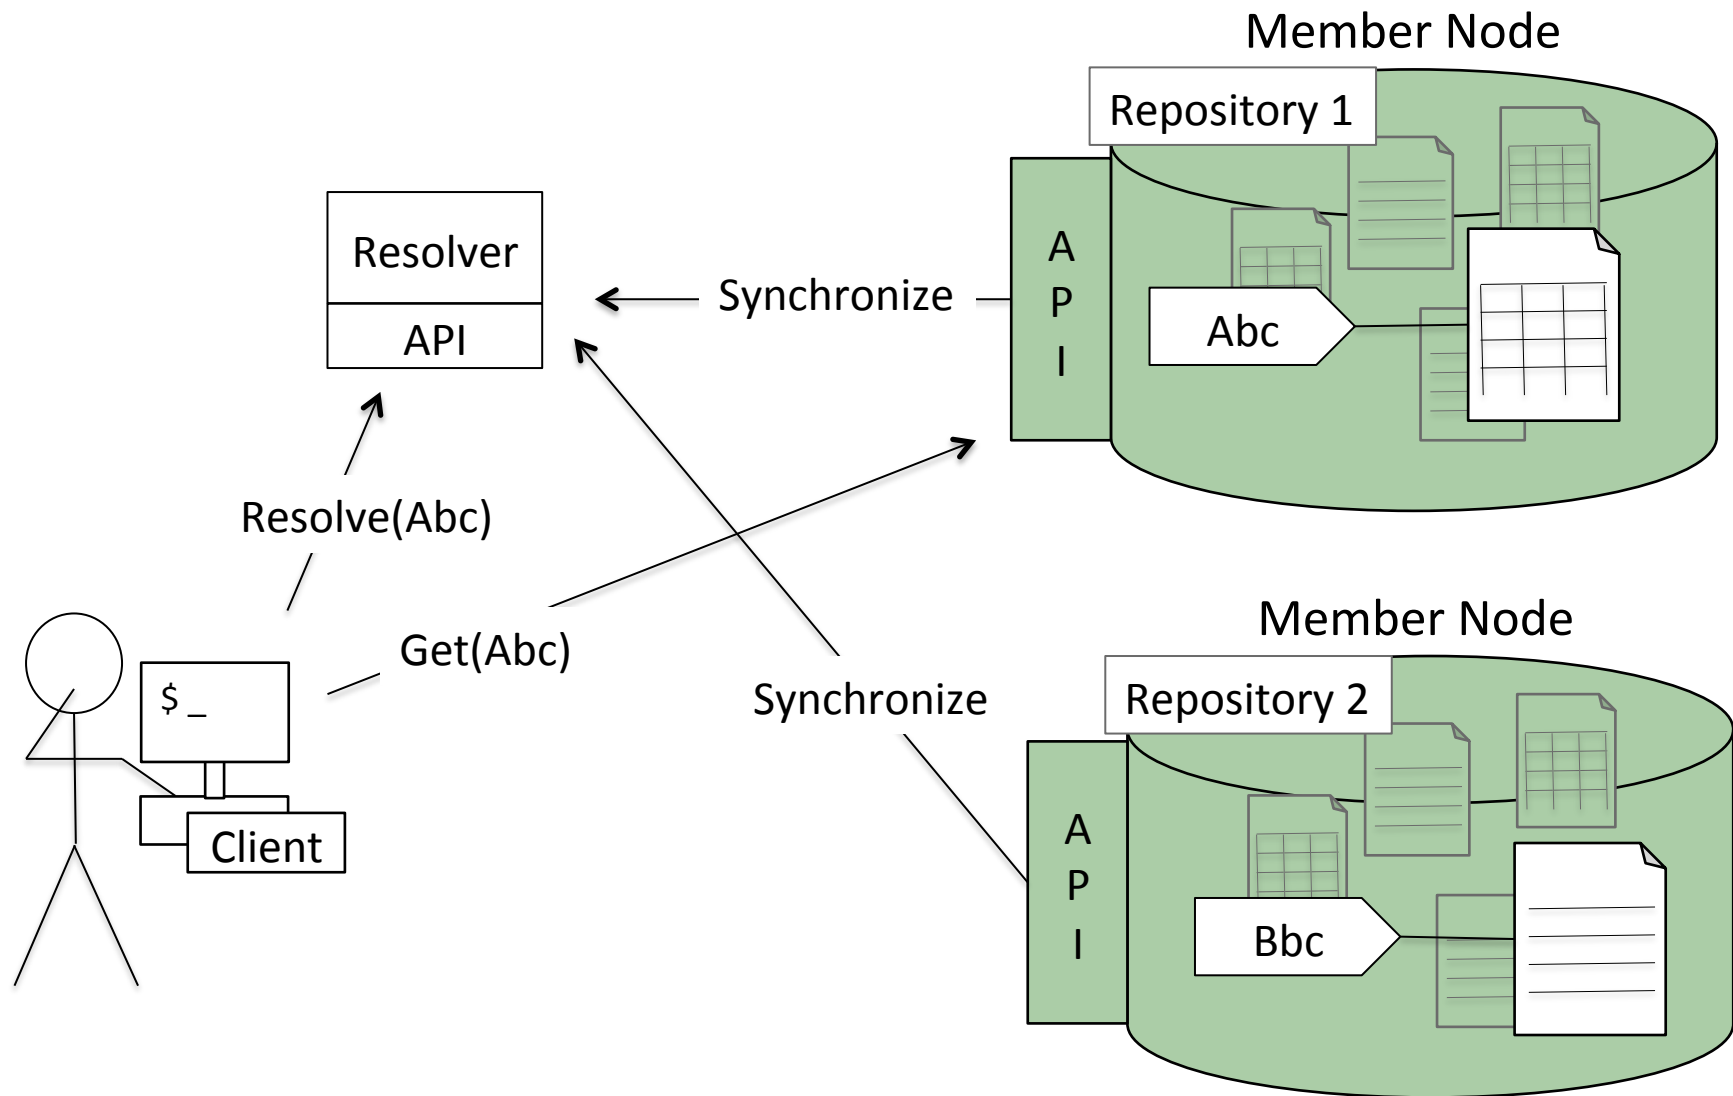 Member Node
Repository 1
A
P
I
Resolver
API
Synchronize
Abc
Resolve(Abc)
Get(Abc)
Member Node
Synchronize
Repository 2
$ _
A
P
I
Client
Bbc